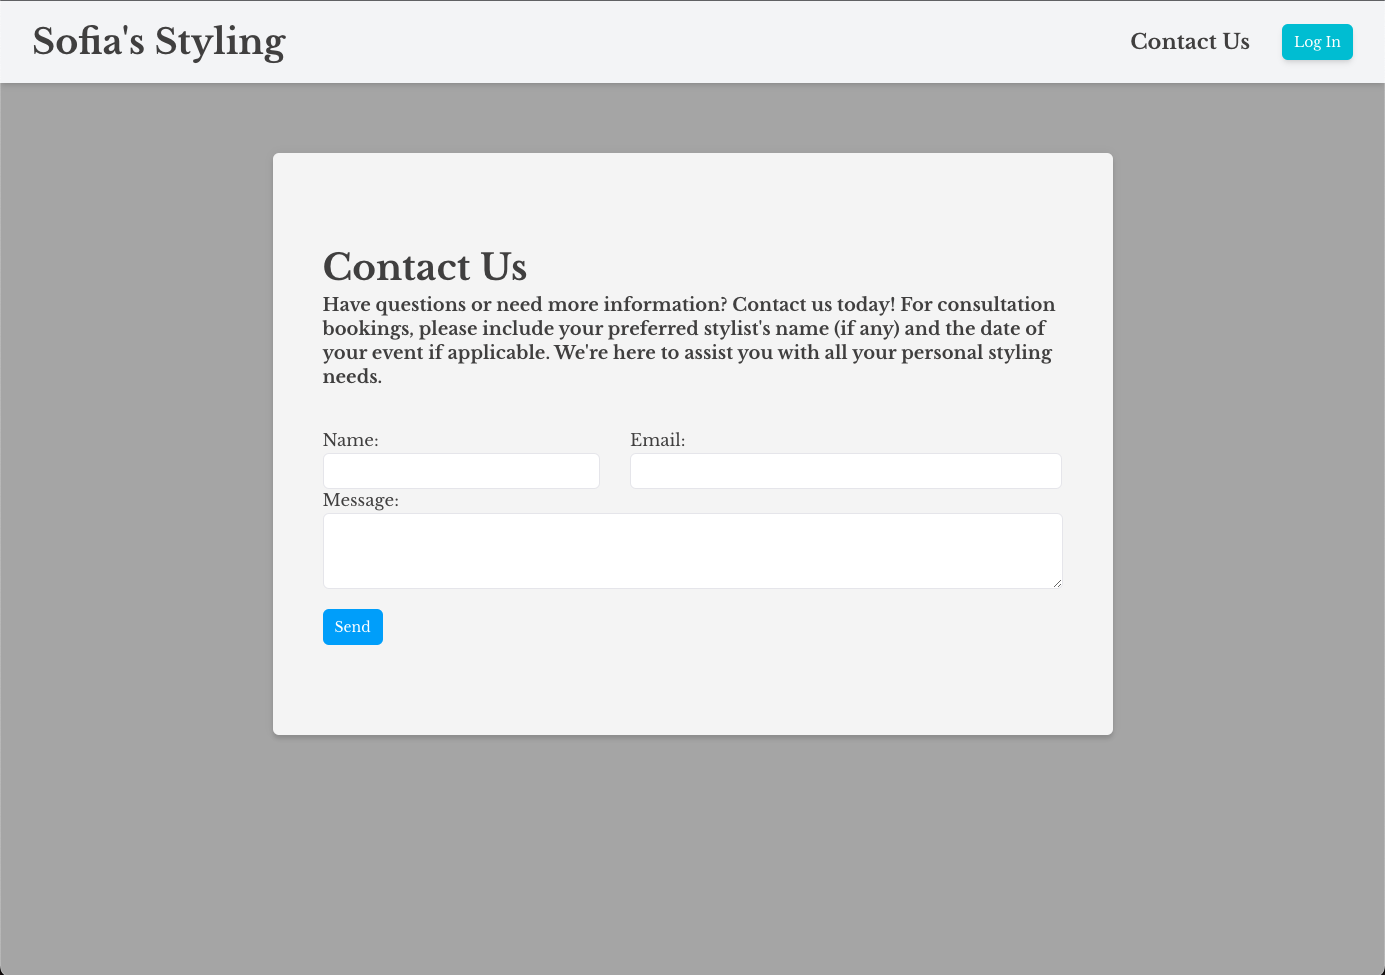 Sofia's Styling
Contact Us
Log In
Contact Us
Have questions or need more information? Contact us today! For consultation
bookings, please include your preferred stylist's name (if any) and the date of
your event if applicable. We're here to assist you with all your personal styling
needs.
Name:
Email:
Message:
Send